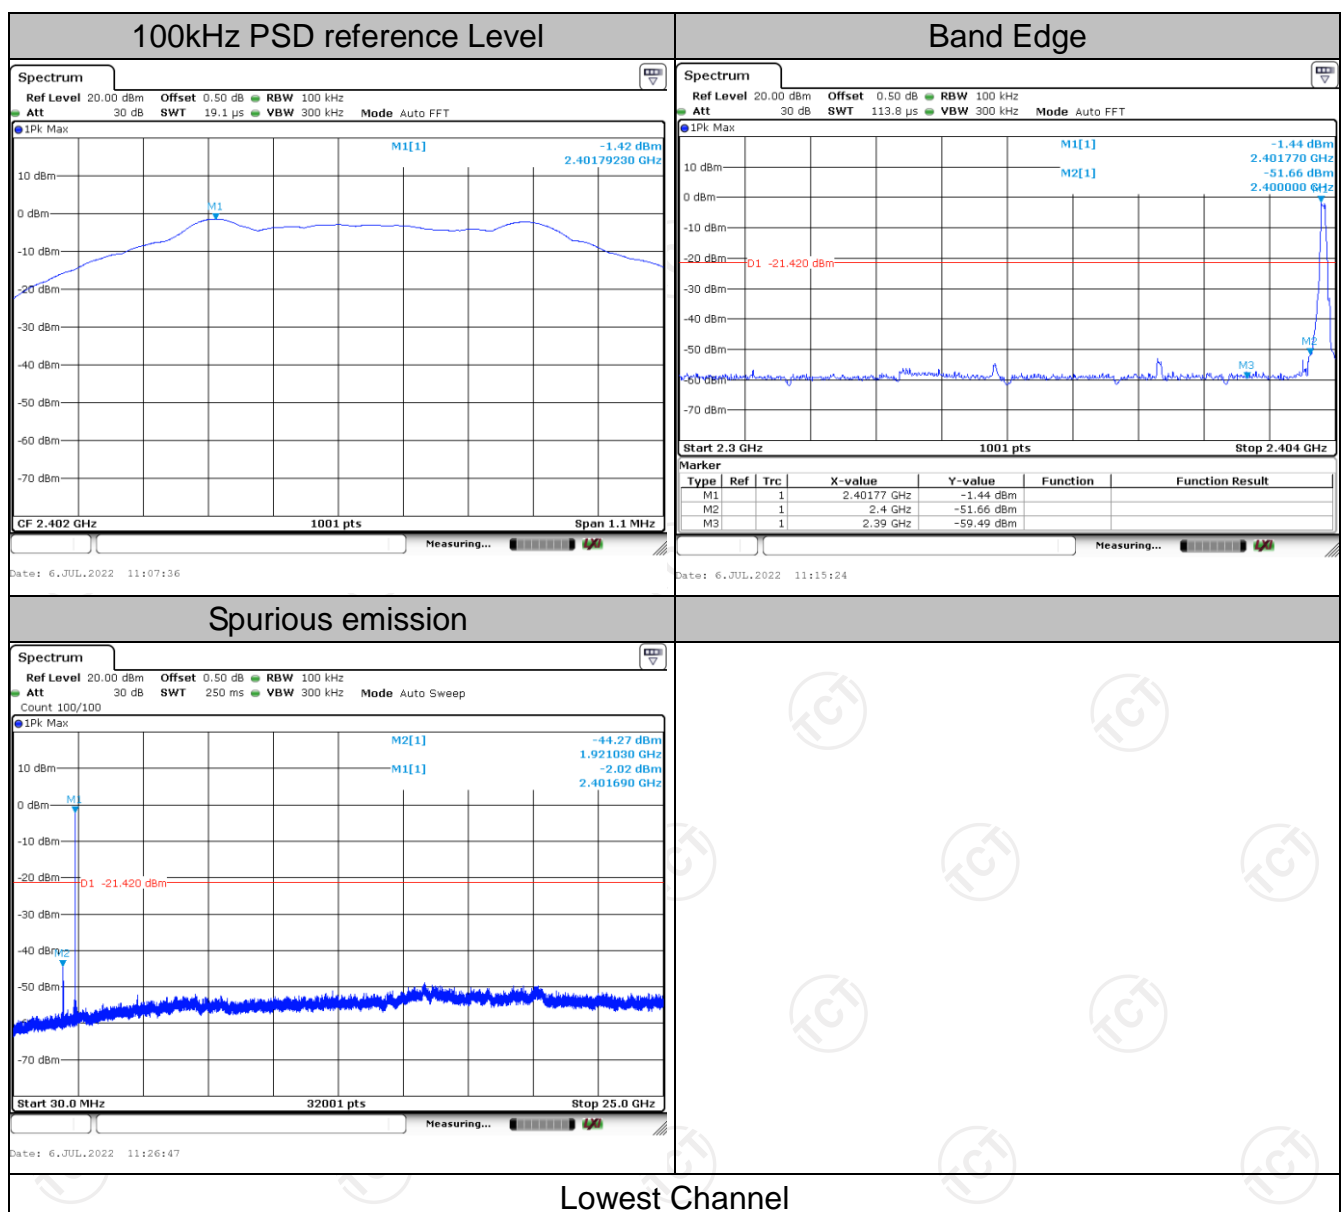 100kHz PSD reference Level
Spectrum
Ref Level 20.00 dBm Offset 0.50 dB RBW 100 kHz
Att 30 dB SWT 19.1 µs VBW 300 kHz Mode Auto FFT
1Pk Max
M1[1] -1.42 dBm
2.40179230 GHz
10 dBm
M1
0 dBm
-10 dBm
-20 dBm
-30 dBm
-40 dBm
-50 dBm
-60 dBm
-70 dBm
CF 2.402 GHz 1001 pts Span 1.1 MHz
Measuring... LXI
Date: 6.JUL.2022 11:07:36
Band Edge
Spectrum
Ref Level 20.00 dBm Offset 0.50 dB RBW 100 kHz
Att 30 dB SWT 113.8 µs VBW 300 kHz Mode Auto FFT
1Pk Max
M1[1] -1.44 dBm
2.401770 GHz
10 dBm
M2[1] -51.66 dBm
2.400000 GHz
0 dBm
-10 dBm
-20 dBm
D1 -21.420 dBm
-30 dBm
-40 dBm
M2
-50 dBm
M3
-60 dBm
-70 dBm
Start 2.3 GHz 1001 pts Stop 2.404 GHz
Marker
Type Ref Trc X-value Y-value Function Function Result
M1 1 2.40177 GHz -1.44 dBm
M2 1 2.4 GHz -51.66 dBm
M3 1 2.39 GHz -59.49 dBm
Measuring... LXI
Date: 6.JUL.2022 11:15:24
Spurious emission
Spectrum
Ref Level 20.00 dBm Offset 0.50 dB RBW 100 kHz
Att 30 dB SWT 250 ms VBW 300 kHz Mode Auto Sweep
Count 100/100
1Pk Max
M2[1] -44.27 dBm
1.921030 GHz
10 dBm
M1[1] -2.02 dBm
2.401690 GHz
M1
0 dBm
-10 dBm
-20 dBm
D1 -21.420 dBm
-30 dBm
-40 dBm
M2
-50 dBm
-70 dBm
Start 30.0 MHz 32001 pts Stop 25.0 GHz
Measuring... LXI
Date: 6.JUL.2022 11:26:47
TCT
TCT
TCT
TCT
TCT
TCT
Lowest Channel